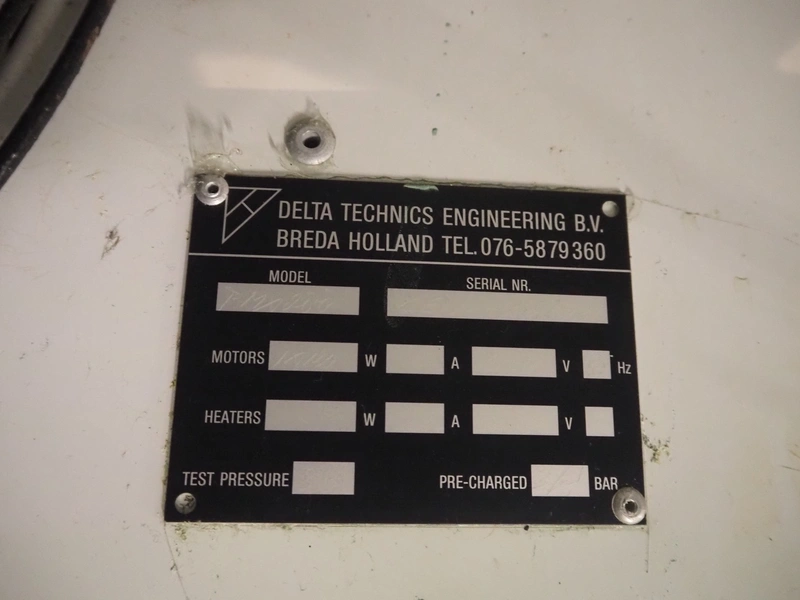 DELTA TECHNICS ENGINEERING B.V.
BREDA HOLLAND TEL. 076-5879360
MODEL SERIAL NR.
MOTORS W A V Hz
HEATERS W A V
TEST PRESSURE PRE-CHARGED BAR